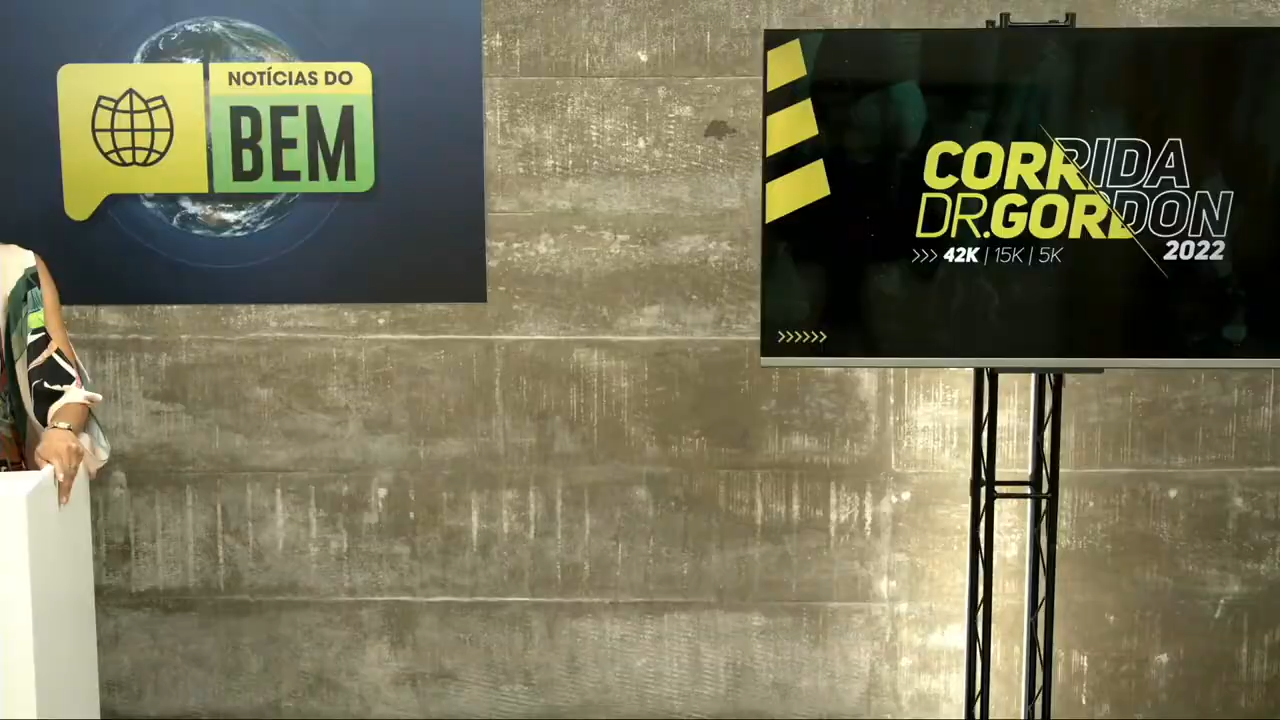 NOTÍCIAS DO
BEM
CORRIDA
DR.GORDON
2022
>>> 42K | 15K | 5K
>>>>>>